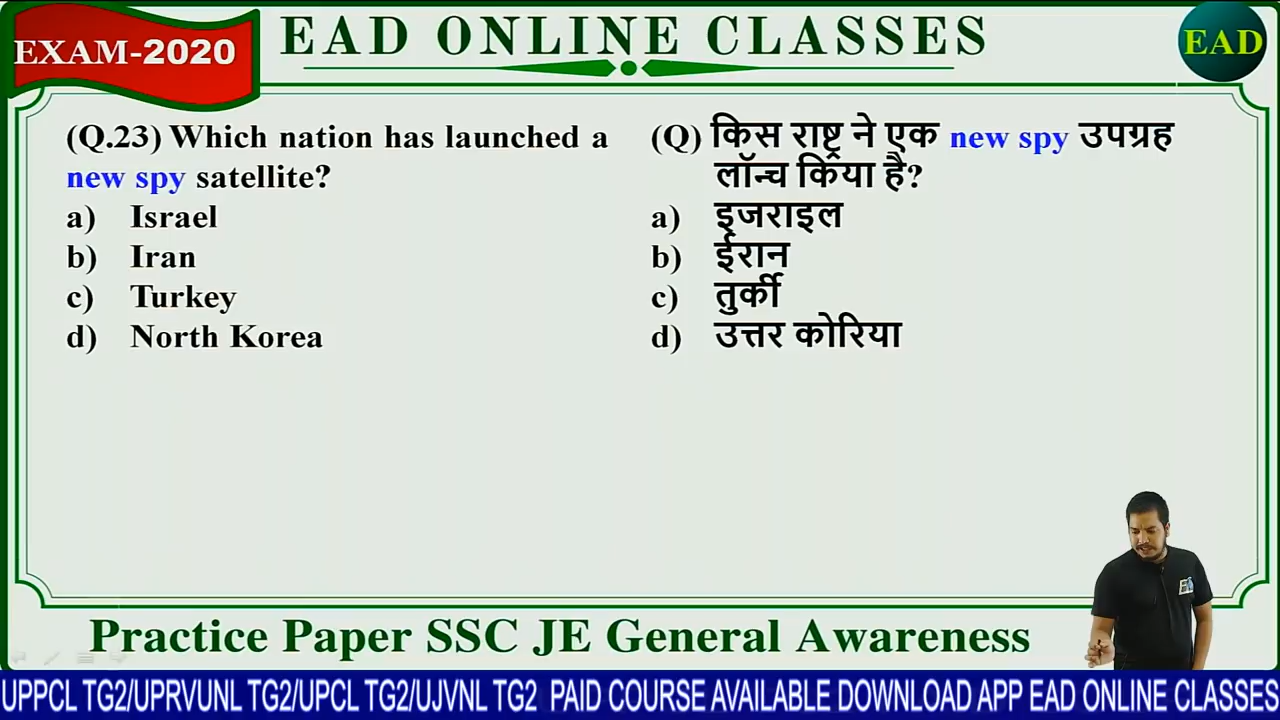 EXAM-2020
EAD ONLINE CLASSES
EAD
(Q.23) Which nation has launched a
new spy satellite?
a) Israel
b) Iran
c) Turkey
d) North Korea
(Q) किस राष्ट्र ने एक new spy उपग्रह
लॉन्च किया है?
a) इजराइल
b) ईरान
c) तुर्की
d) उत्तर कोरिया
Practice Paper SSC JE General Awareness
UPPCL TG2/UPRVUNL TG2/UPCL TG2/UJVNL TG2 PAID COURSE AVAILABLE DOWNLOAD APP EAD ONLINE CLASSES